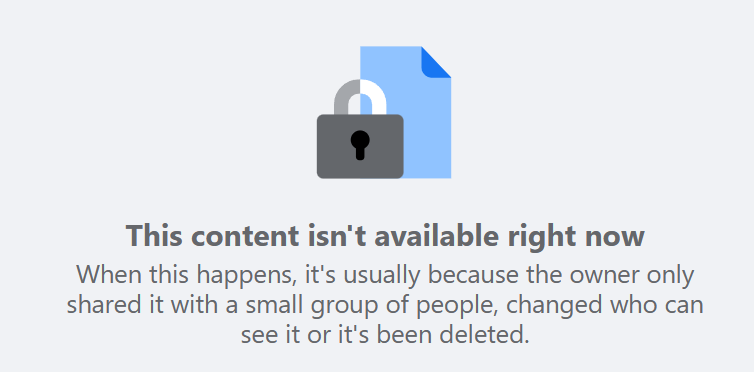 This content isn't available right now
When this happens, it's usually because the owner only
shared it with a small group of people, changed who can
see it or it's been deleted.